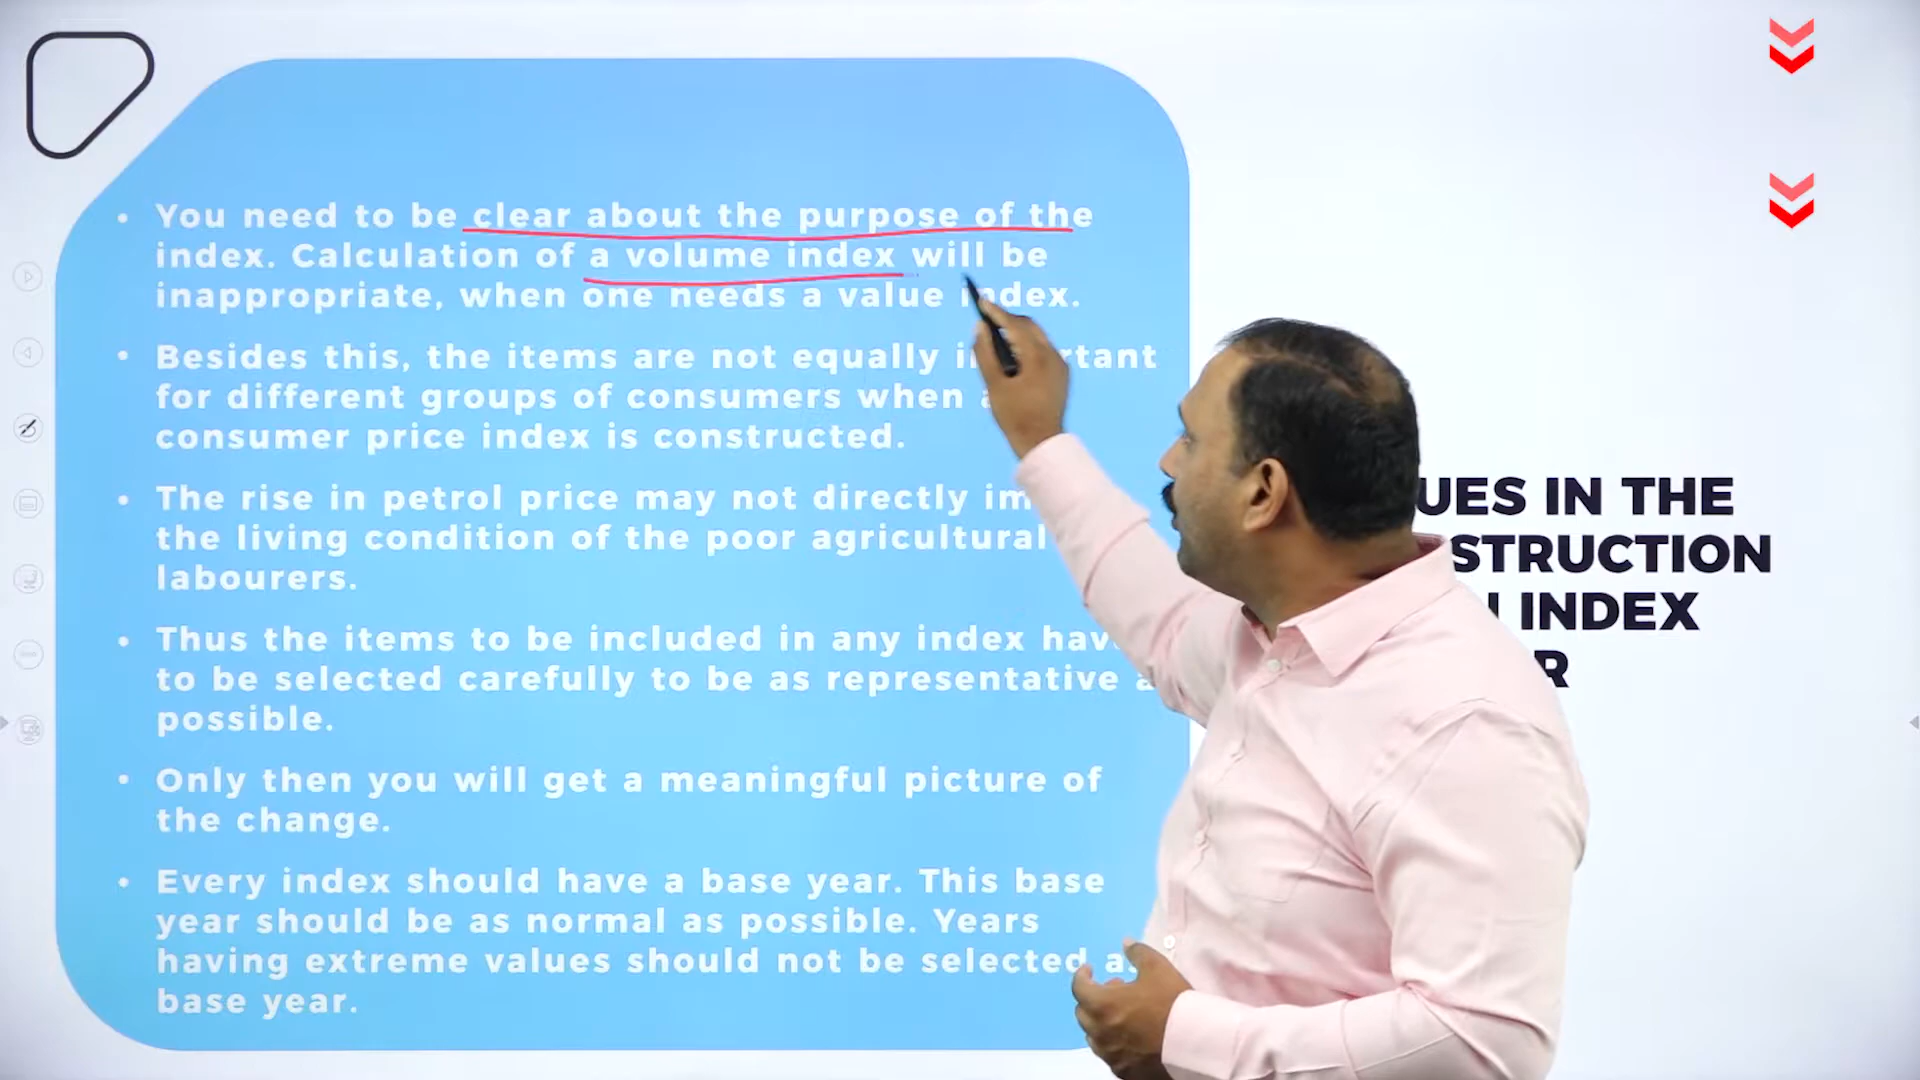 You need to be clear about the purpose of the
index. Calculation of a volume index will be
inappropriate, when one needs a value index.
Besides this, the items are not equally
for different groups of consumers when
consumer price index is constructed.
The rise in petrol price may not directly
the living condition of the poor agricultural
labourers.
Thus the items to be included in any index
to be selected carefully to be as representative
possible.
Only then you will get a meaningful picture of
the change.
Every index should have a base year. This base
year should be as normal as possible. Years
having extreme values should not be selected
base year.
UES IN THE
STRUCTION
INDEX
R